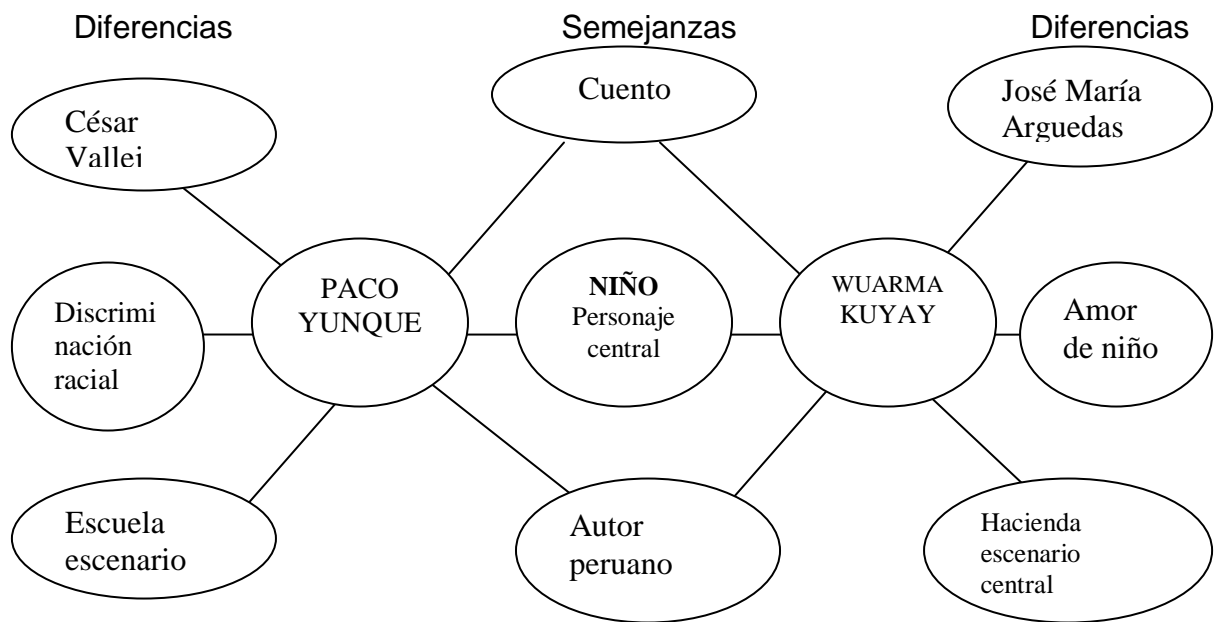 Diferencias
Semejanzas
Diferencias
César
Vallej
Cuento
José María
Arguedas
Discrimi
nación
racial
PACO
YUNQUE
NIÑO
Personaje
central
WUARMA
KUYAY
Amor
de niño
Escuela
escenario
Autor
peruano
Hacienda
escenario
central